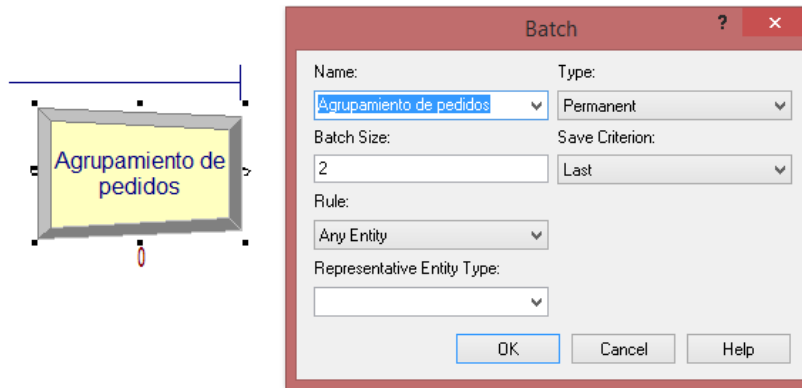 Agrupamiento de
pedidos
0
Batch
?
×
Name:
Type:
Agrupamiento de pedidos
Permanent
Batch Size:
Save Criterion:
2
Last
Rule:
Any Entity
Representative Entity Type:
OK
Cancel
Help